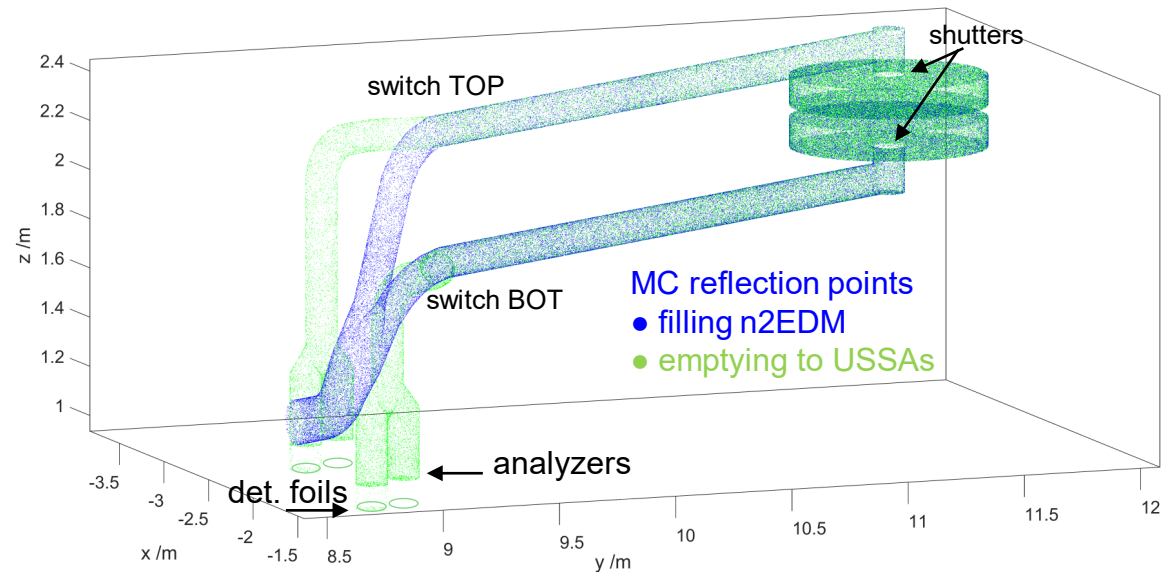 2.4
2.2
2
1.8
1.6
1.4
1.2
1
z /m
switch TOP
shutters
switch BOT
MC reflection points
● filling n2EDM
● emptying to USSAs
analyzers
det. foils
-3.5
-3
-2.5
-2
-1.5
x /m
8.5
9
9.5
10
10.5
11
11.5
12
y /m